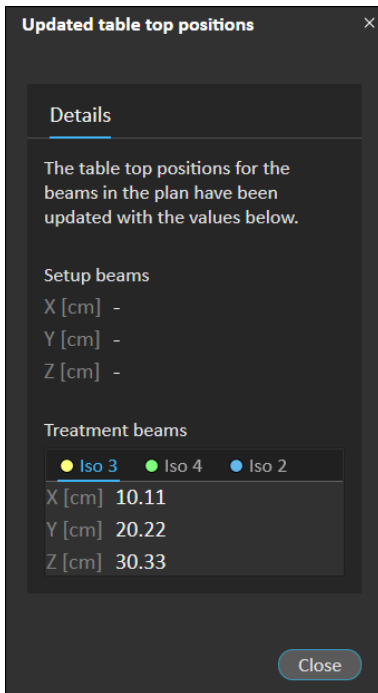 Updated table top positions ×
Details
The table top positions for the
beams in the plan have been
updated with the values below.
Setup beams
X [cm] -
Y [cm] -
Z [cm] -
Treatment beams
Iso 3 Iso 4 Iso 2
X [cm] 10.11
Y [cm] 20.22
Z [cm] 30.33
Close